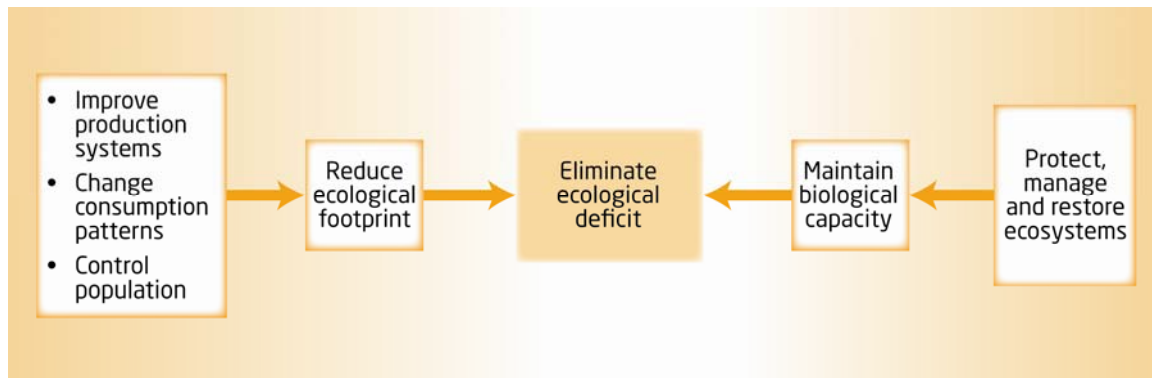 • Improve
production
systems
• Change
consumption
patterns
• Control
population
Reduce
ecological
footprint
Eliminate
ecological
deficit
Maintain
biological
capacity
Protect,
manage
and restore
ecosystems